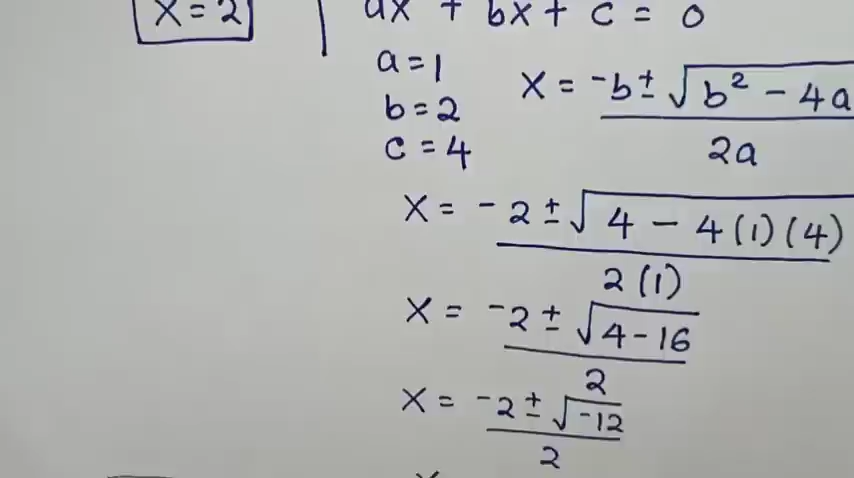 x = 2
ax + bx + c = 0
a = 1
b = 2
c = 4
x = -b ± √b² - 4a
2a
x = -2 ± √4 - 4(1)(4)
2(1)
x = -2 ± √4-16
2
x = -2 ± √-12
2